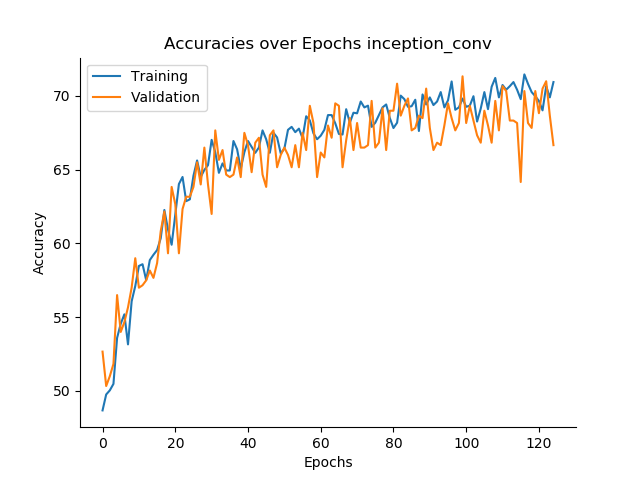 Accuracies over Epochs inception_conv
Training
Validation
70
65
60
55
50
Accuracy
0 20 40 60 80 100 120
Epochs